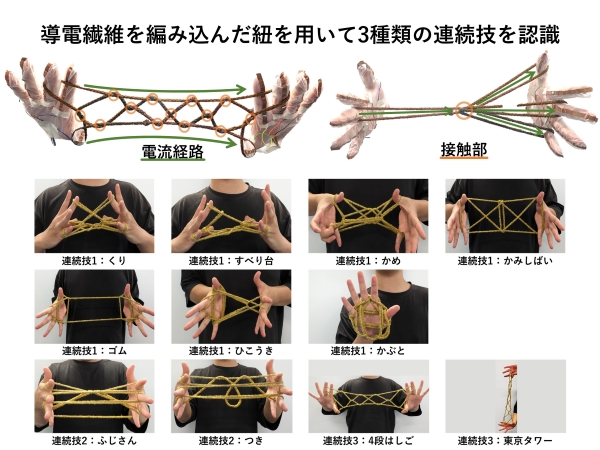 導電繊維を編み込んだ紐を用いて3種類の連続技を認識
電流経路
接触部
連続技1：くり
連続技1：すべり台
連続技1：かめ
連続技1：かみしばい
連続技1：ゴム
連続技1：ひこうき
連続技1：かぶと
連続技2：ふじさん
連続技2：つき
連続技3：4段はしご
連続技3：東京タワー